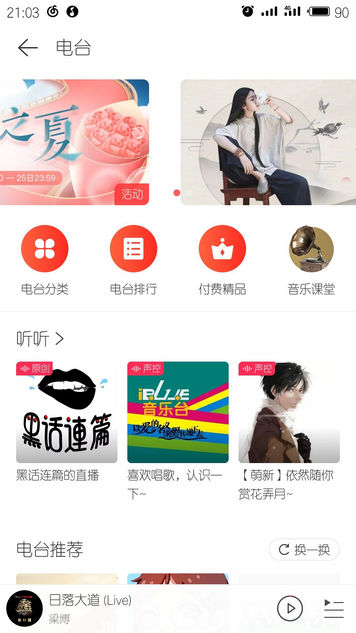 21:03
4G
90
电台
之夏
25日23:59
活动
电台分类
电台排行
付费精品
音乐课堂
听听
原创
声控
声控
黑话連篇
音乐台
黑话连篇的直播
喜欢唱歌，认识一下~
【萌新】依然随你赏花弄月~
电台推荐
换一换
日落大道 (Live)
梁博